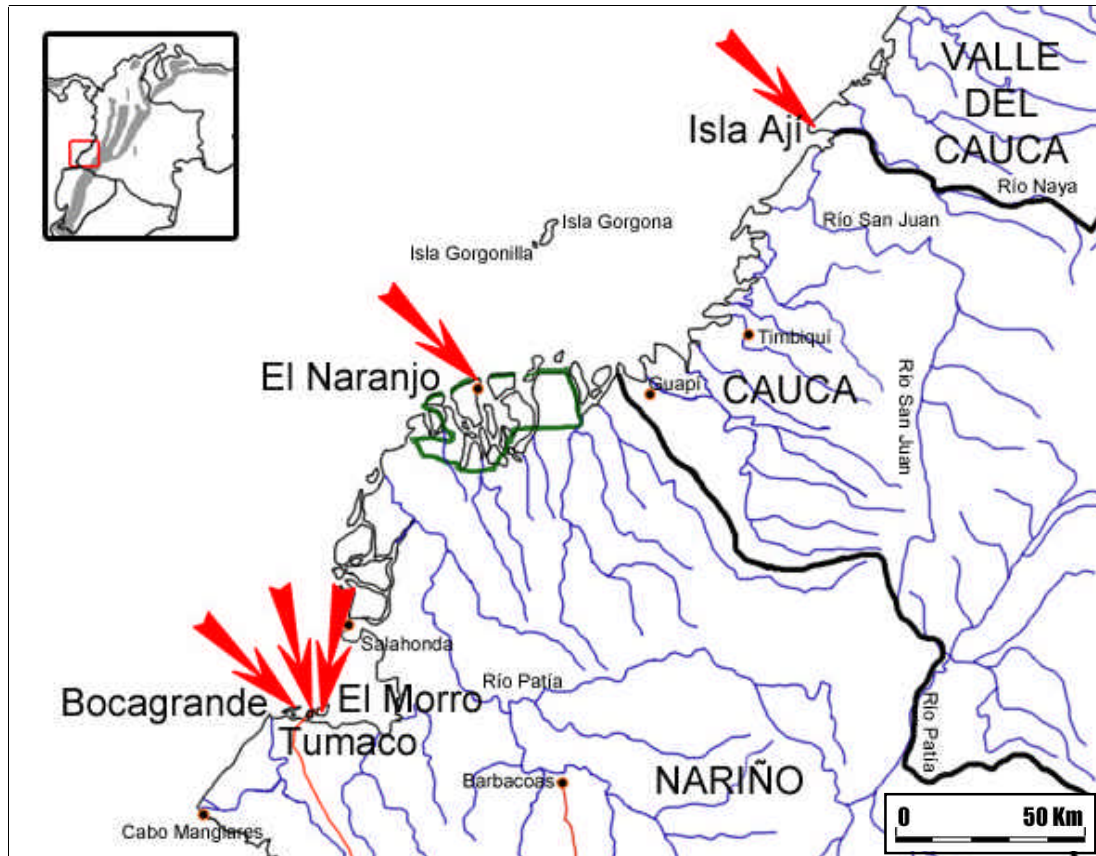 VALLE
DEL
CAUCA
Isla Ají
Río Naya
Río San Juan
Isla Gorgona
Isla Gorgonilla
Timbiquí
El Naranjo
Guapi
CAUCA
Río San Juan
Salahonda
Río Patía
Bocagrande
El Morro
Tumaco
Río Patía
Barbacoas
NARIÑO
Cabo Manglares
0 50 Km